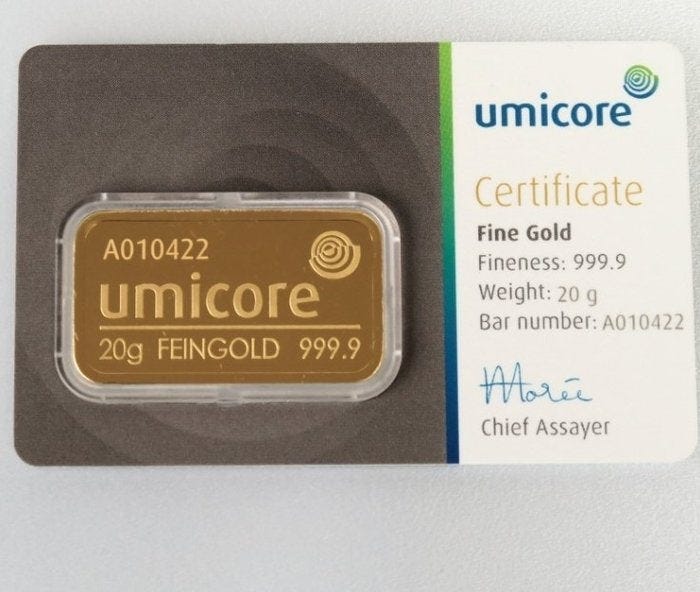 A010422
umicore
20g FEINGOLD 999.9
umicore
Certificate
Fine Gold
Fineness: 999.9
Weight: 20 g
Bar number: A010422
Morée
Chief Assayer